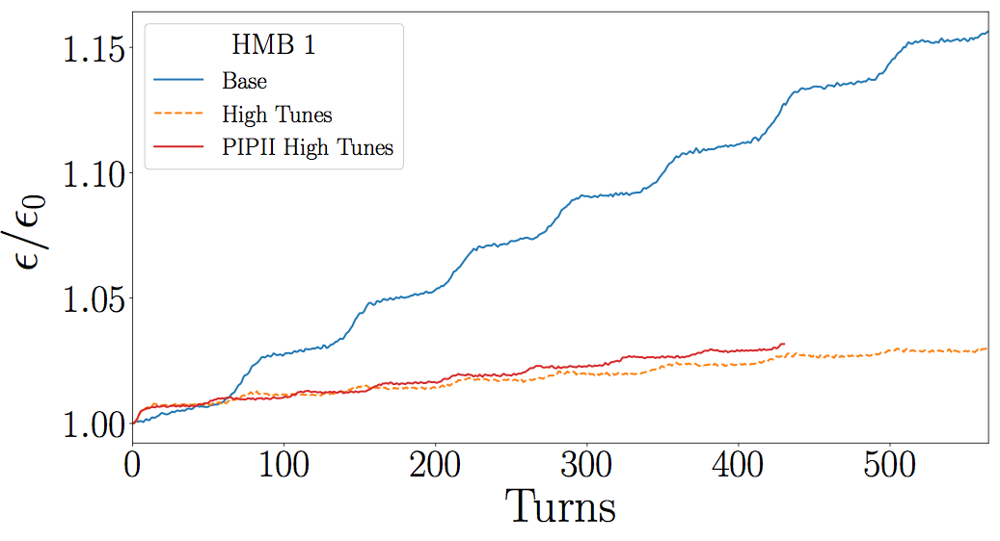 HMB 1
Base
High Tunes
PIPII High Tunes
1.15
1.10
1.05
1.00
ϵ/ϵ₀
0 100 200 300 400 500
Turns